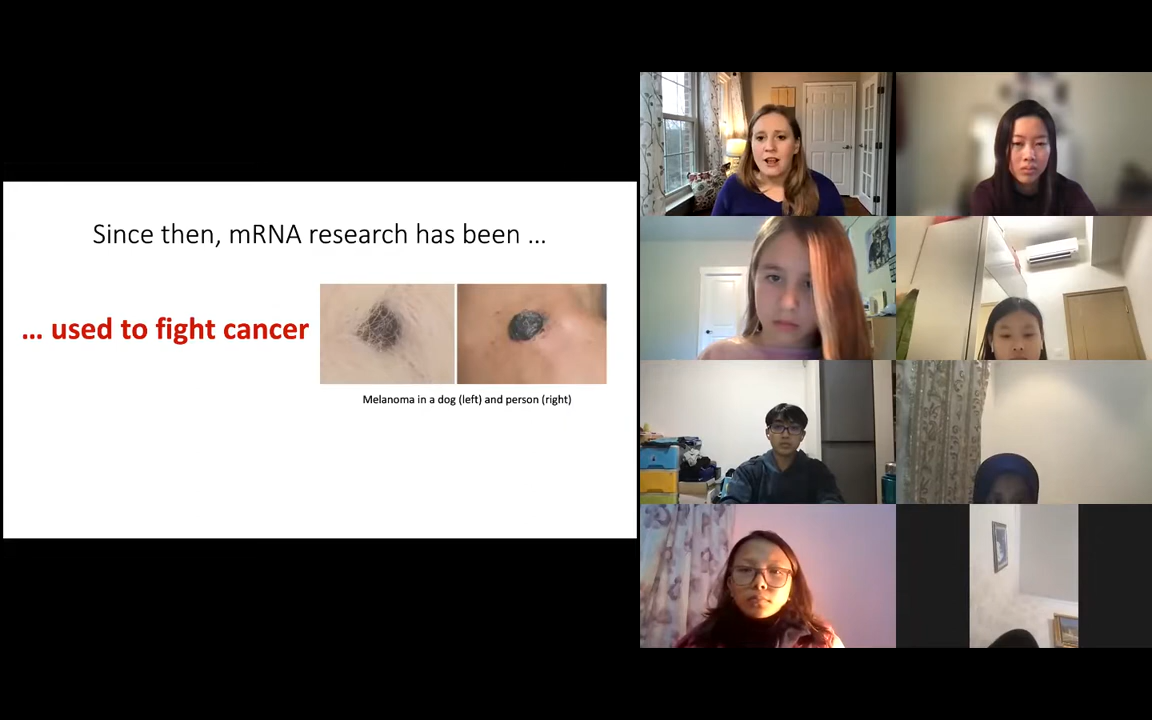 Since then, mRNA research has been ...
... used to fight cancer
Melanoma in a dog (left) and person (right)